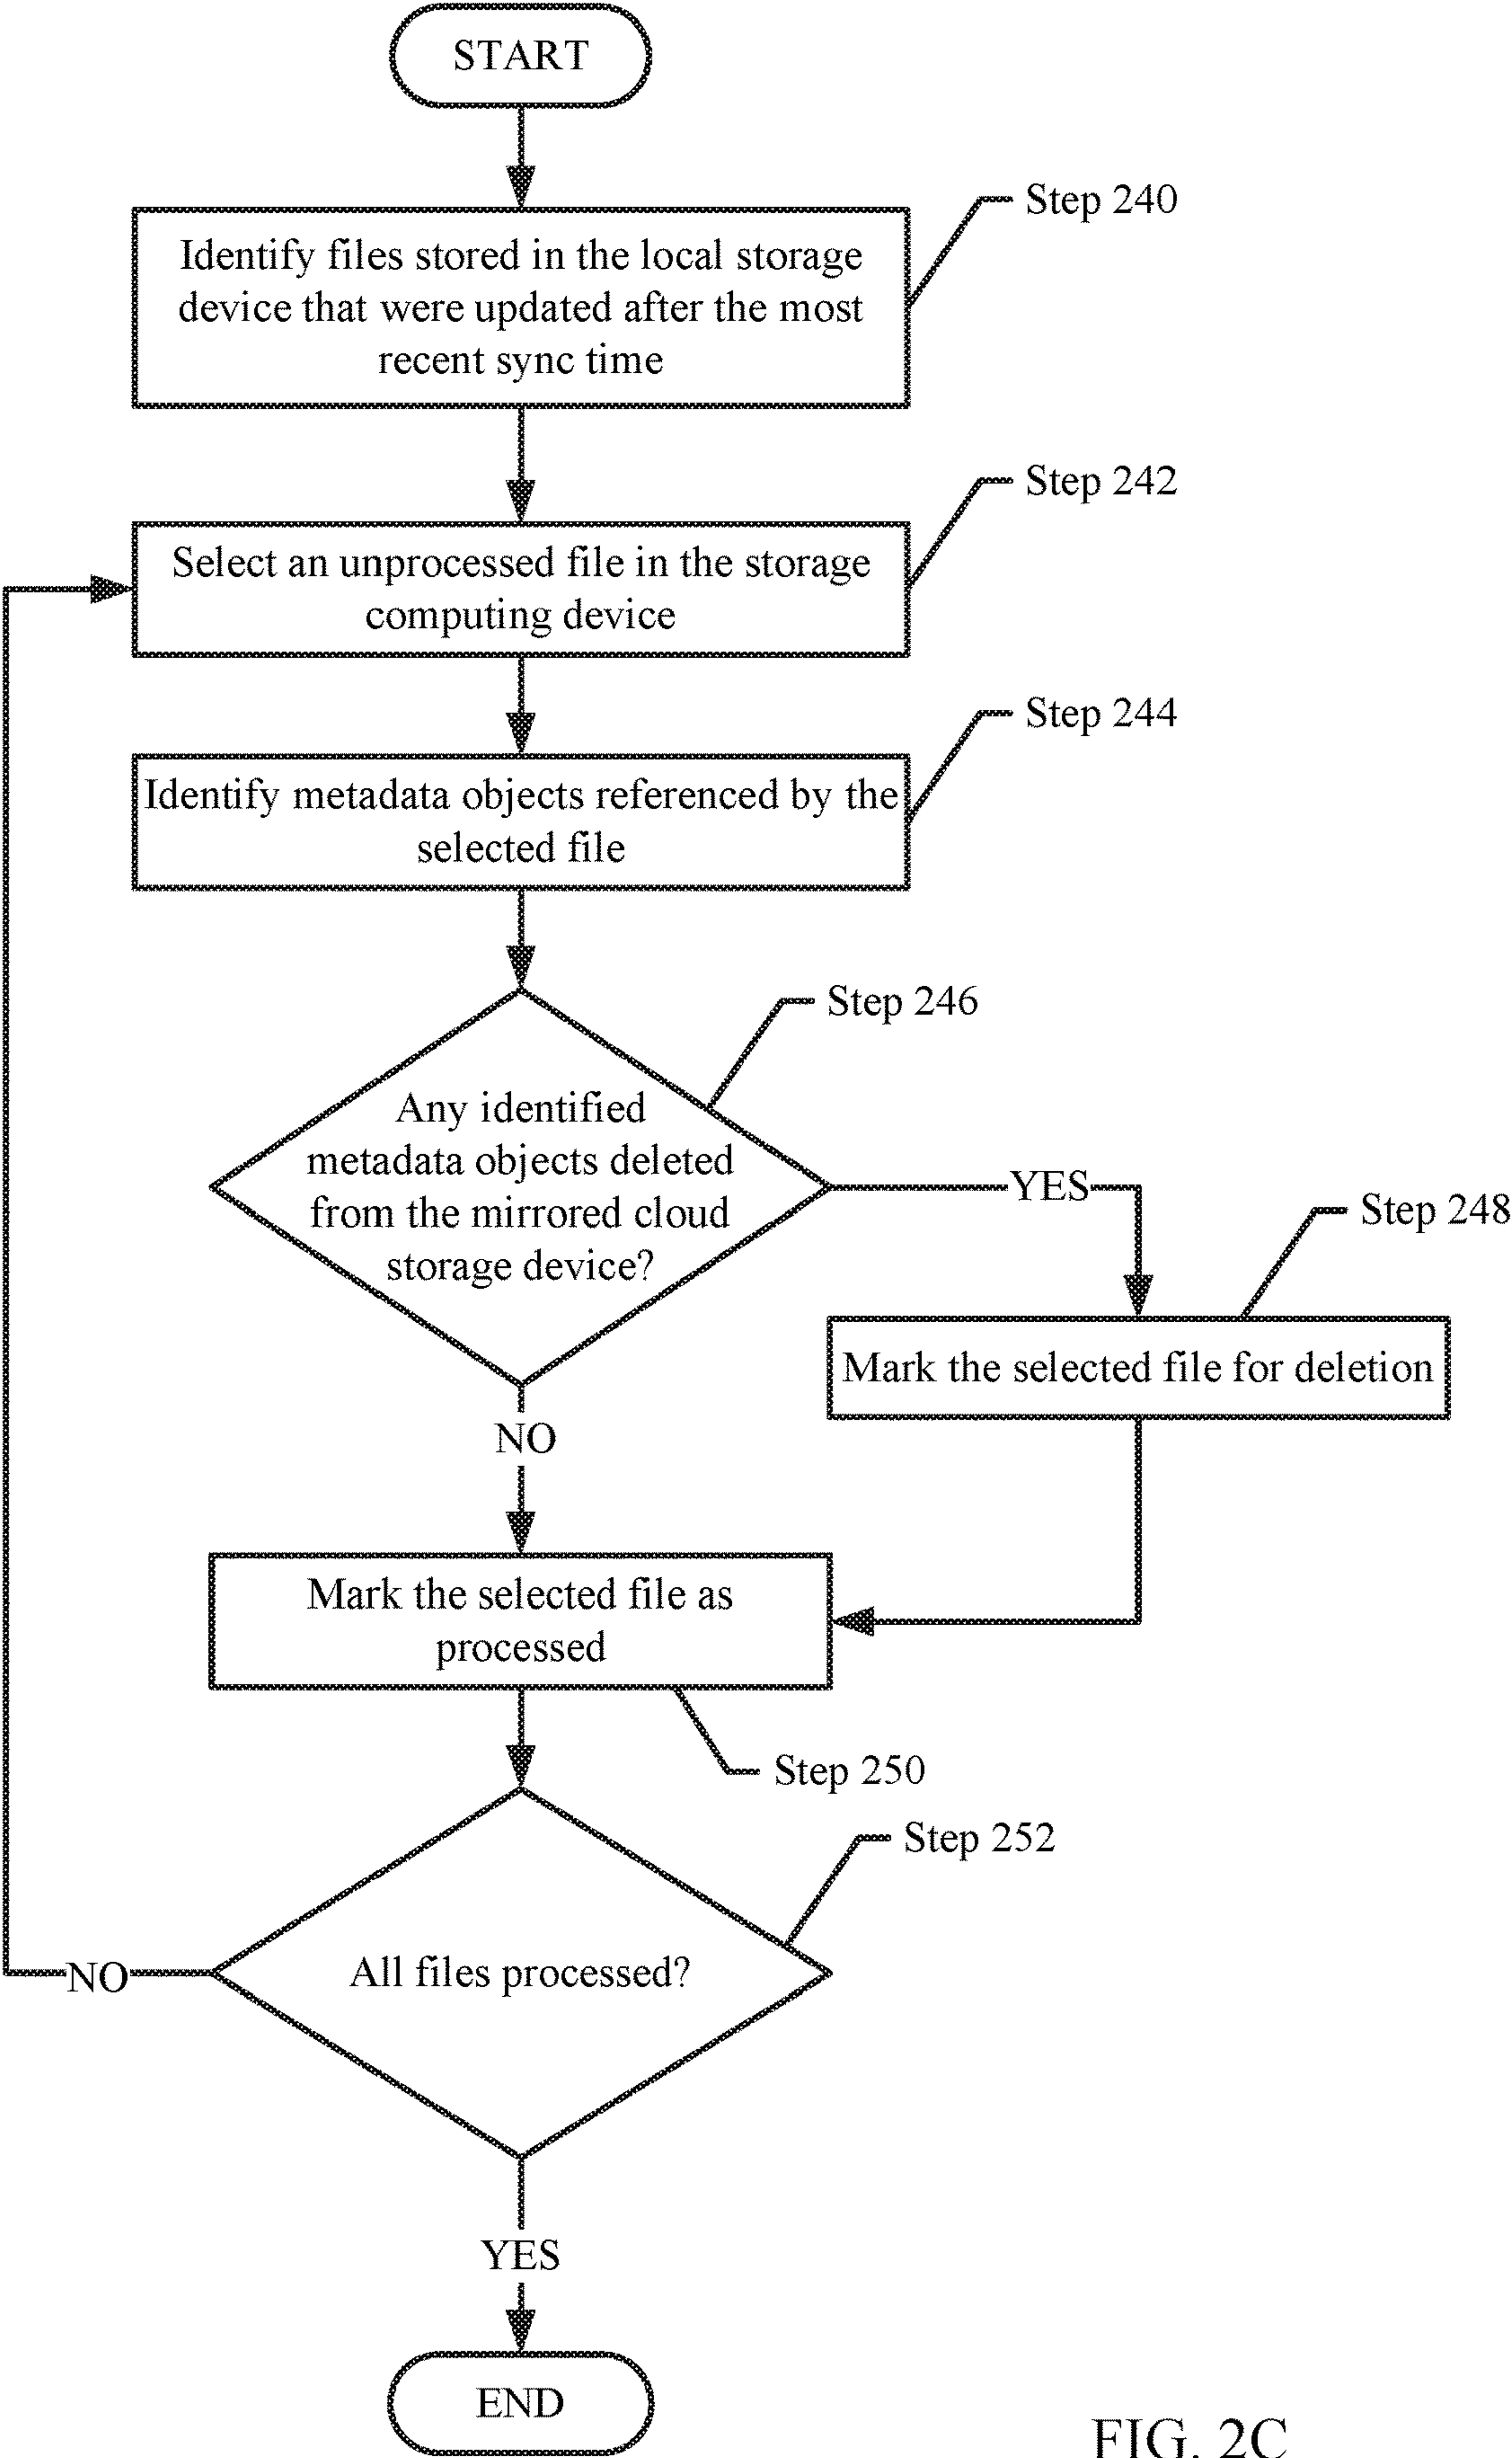 START
Step 240
Identify files stored in the local storage
device that were updated after the most
recent sync time
Step 242
Select an unprocessed file in the storage
computing device
Step 244
Identify metadata objects referenced by the
selected file
Step 246
Any identified
metadata objects deleted
from the mirrored cloud
storage device?
YES
Step 248
Mark the selected file for deletion
NO
Mark the selected file as
processed
Step 250
Step 252
All files processed?
NO
YES
END
FIG. 2C